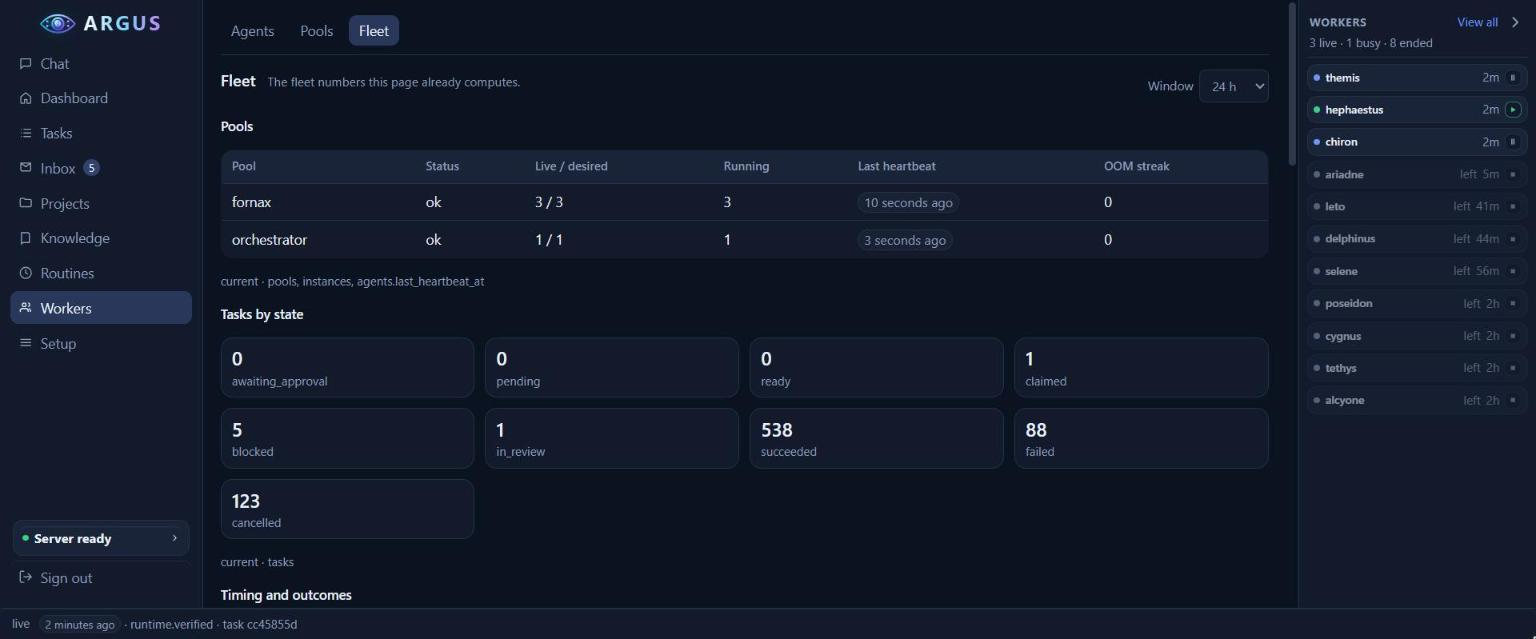 ARGUS
Chat
Dashboard
Tasks
Inbox 5
Projects
Knowledge
Routines
Workers
Setup
Server ready
Sign out
Agents Pools Fleet
Fleet The fleet numbers this page already computes.
Window 24 h
Pools
Pool Status Live / desired Running Last heartbeat OOM streak
fornax ok 3 / 3 3 10 seconds ago 0
orchestrator ok 1 / 1 1 3 seconds ago 0
current · pools, instances, agents.last_heartbeat_at
Tasks by state
0 0 0 1
awaiting_approval pending ready claimed
5 1 538 88
blocked in_review succeeded failed
123
cancelled
current · tasks
Timing and outcomes
WORKERS View all
3 live · 1 busy · 8 ended
themis 2m
hephaestus 2m
chiron 2m
ariadne left 5m
leto left 41m
delphinus left 44m
selene left 56m
poseidon left 2h
cygnus left 2h
tethys left 2h
alcyone left 2h
live 2 minutes ago · runtime.verified · task cc45855d